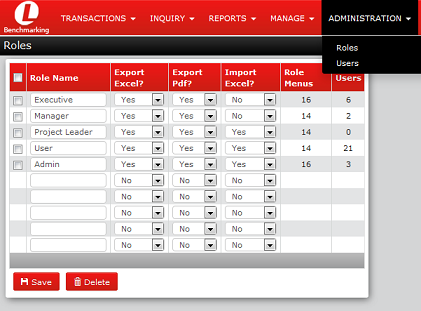 L
Benchmarking
TRANSACTIONS INQUIRY REPORTS MANAGE ADMINISTRATION
Roles
Users
Roles
Role Name Export Excel? Export Pdf? Import Excel? Role Menus Users
Executive Yes Yes No 16 6
Manager Yes Yes No 14 2
Project Leader Yes Yes Yes 14 0
User Yes Yes Yes 14 21
Admin Yes Yes Yes 16 3
No No No
No No No
No No No
No No No
No No No
Save Delete